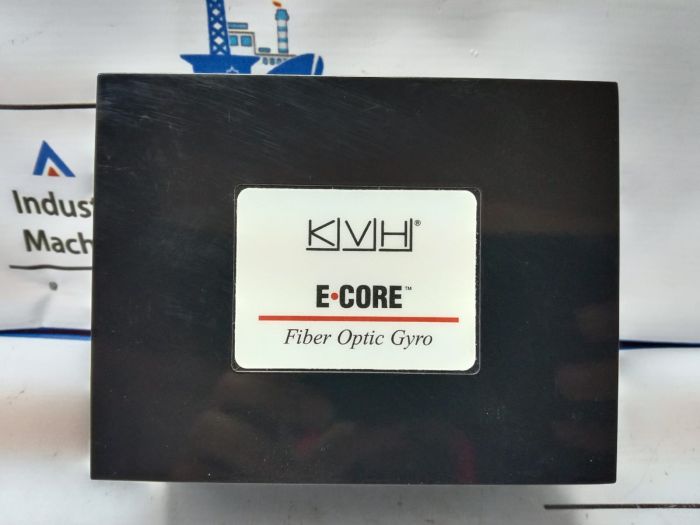 Indust
Mach
KVH®
E•CORE™
Fiber Optic Gyro